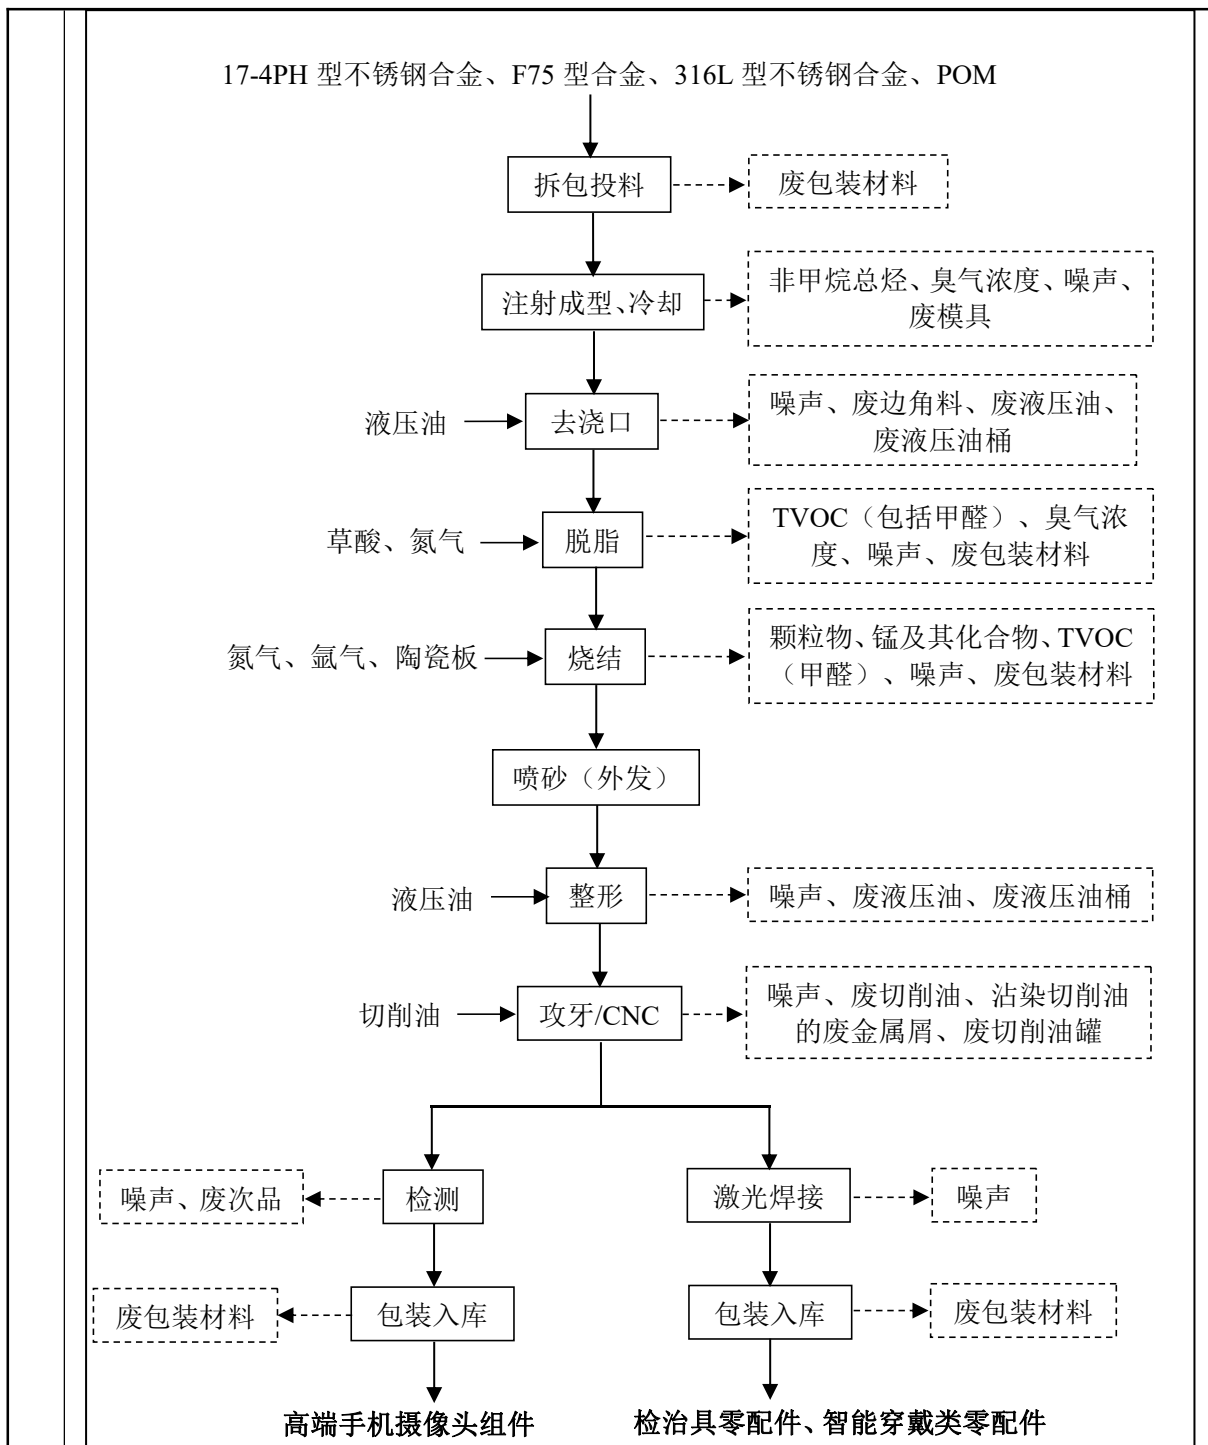 17-4PH 型不锈钢合金、F75 型合金、316L 型不锈钢合金、POM
拆包投料
废包装材料
注射成型、冷却
非甲烷总烃、臭气浓度、噪声、
废模具
液压油
去浇口
噪声、废边角料、废液压油、
废液压油桶
草酸、氮气
脱脂
TVOC（包括甲醛）、臭气浓
度、噪声、废包装材料
氮气、氩气、陶瓷板
烧结
颗粒物、锰及其化合物、TVOC
（甲醛）、噪声、废包装材料
喷砂（外发）
液压油
整形
噪声、废液压油、废液压油桶
切削油
攻牙/CNC
噪声、废切削油、沾染切削油
的废金属屑、废切削油罐
噪声、废次品
检测
激光焊接
噪声
废包装材料
包装入库
包装入库
废包装材料
高端手机摄像头组件
检治具零配件、智能穿戴类零配件